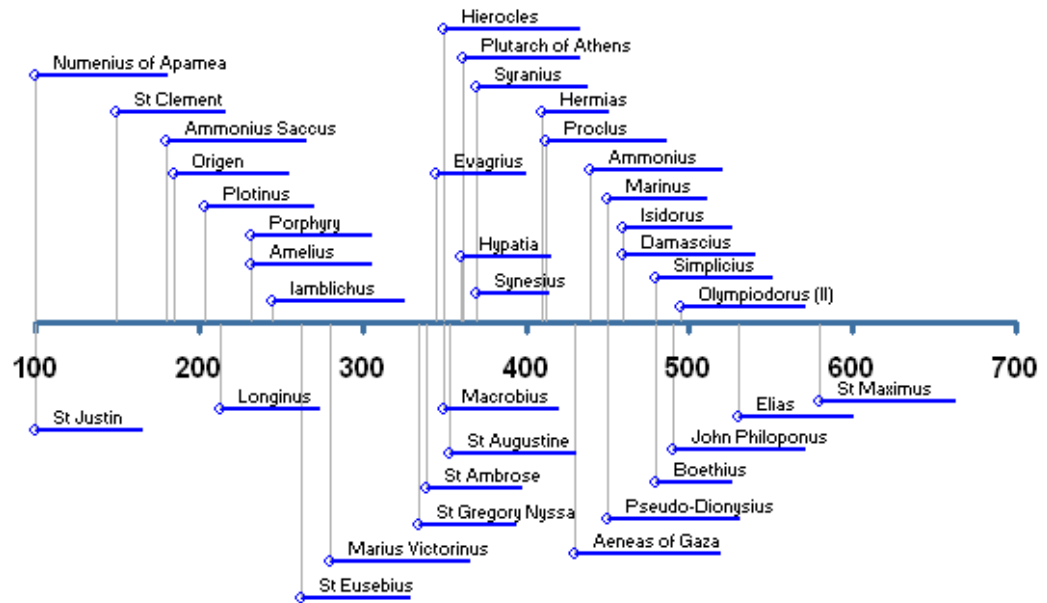 Hierocles
Plutarch of Athens
Numenius of Apamea
Syranius
St Clement
Hermias
Ammonius Saccus
Proclus
Origen
Evagrius
Ammonius
Plotinus
Marinus
Porphyry
Isidorus
Amelius
Hypatia
Damascius
Iamblichus
Synesius
Simplicius
Olympiodorus (II)
100 200 300 400 500 600 700
St Justin
Longinus
Macrobius
Elias
St Maximus
St Augustine
John Philoponus
St Ambrose
Boethius
St Gregory Nyssa
Pseudo-Dionysius
Marius Victorinus
Aeneas of Gaza
St Eusebius